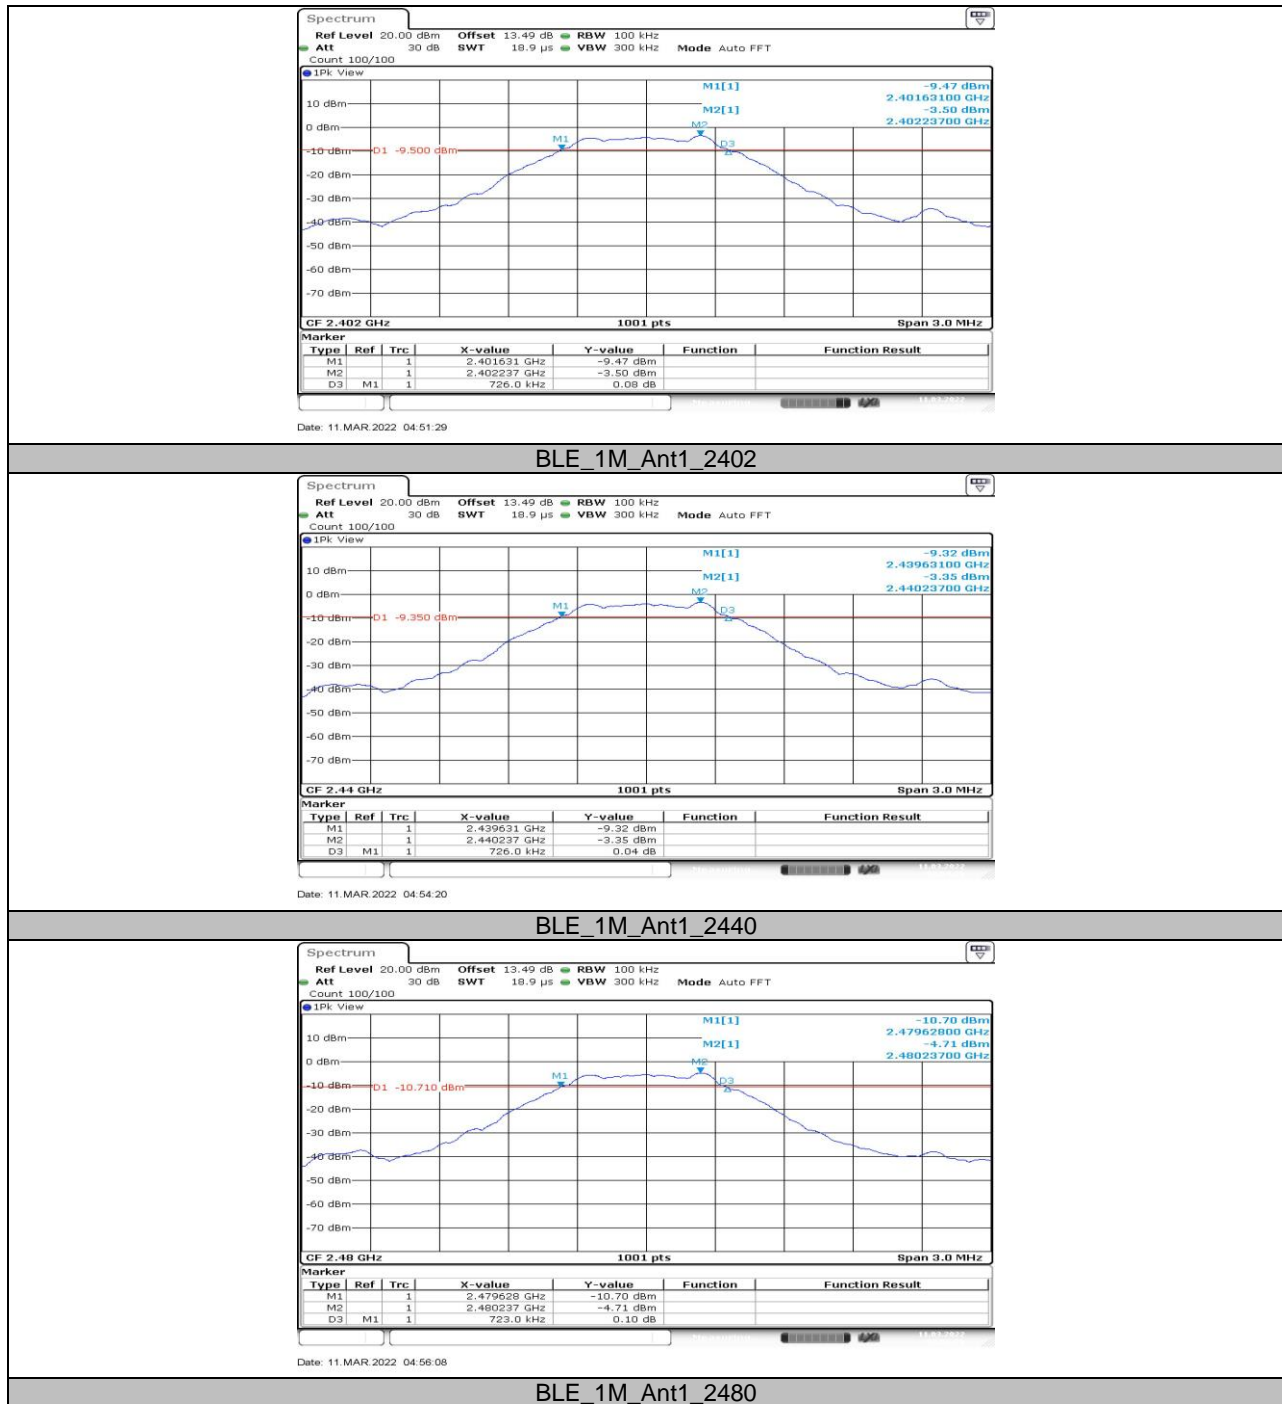 Spectrum
Ref Level 20.00 dBm Offset 13.49 dB RBW 100 kHz
Att 30 dB SWT 18.9 µs VBW 300 kHz Mode Auto FFT
Count 100/100
1Pk View
M1[1] -9.47 dBm
2.40163100 GHz
10 dBm
M2[1] -3.50 dBm
2.40223700 GHz
0 dBm
M2
M1
D3
-10 dBm
D1 -9.500 dBm
-20 dBm
-30 dBm
-40 dBm
-50 dBm
-60 dBm
-70 dBm
CF 2.402 GHz 1001 pts Span 3.0 MHz
Marker
Type Ref Trc X-value Y-value Function Function Result
M1 1 2.401631 GHz -9.47 dBm
M2 1 2.402237 GHz -3.50 dBm
D3 M1 1 726.0 kHz 0.08 dB
Date: 11.MAR.2022 04:51:29
BLE_1M_Ant1_2402
Spectrum
Ref Level 20.00 dBm Offset 13.49 dB RBW 100 kHz
Att 30 dB SWT 18.9 µs VBW 300 kHz Mode Auto FFT
Count 100/100
1Pk View
M1[1] -9.32 dBm
2.43963100 GHz
10 dBm
M2[1] -3.35 dBm
2.44023700 GHz
0 dBm
M2
M1
D3
-10 dBm
D1 -9.350 dBm
-20 dBm
-30 dBm
-40 dBm
-50 dBm
-60 dBm
-70 dBm
CF 2.44 GHz 1001 pts Span 3.0 MHz
Marker
Type Ref Trc X-value Y-value Function Function Result
M1 1 2.439631 GHz -9.32 dBm
M2 1 2.440237 GHz -3.35 dBm
D3 M1 1 726.0 kHz 0.04 dB
Date: 11.MAR.2022 04:54:20
BLE_1M_Ant1_2440
Spectrum
Ref Level 20.00 dBm Offset 13.49 dB RBW 100 kHz
Att 30 dB SWT 18.9 µs VBW 300 kHz Mode Auto FFT
Count 100/100
1Pk View
M1[1] -10.70 dBm
2.47962800 GHz
10 dBm
M2[1] -4.71 dBm
2.48023700 GHz
0 dBm
M2
M1
D3
-10 dBm
D1 -10.710 dBm
-20 dBm
-30 dBm
-40 dBm
-50 dBm
-60 dBm
-70 dBm
CF 2.48 GHz 1001 pts Span 3.0 MHz
Marker
Type Ref Trc X-value Y-value Function Function Result
M1 1 2.479628 GHz -10.70 dBm
M2 1 2.480237 GHz -4.71 dBm
D3 M1 1 723.0 kHz 0.10 dB
Date: 11.MAR.2022 04:56:08
BLE_1M_Ant1_2480